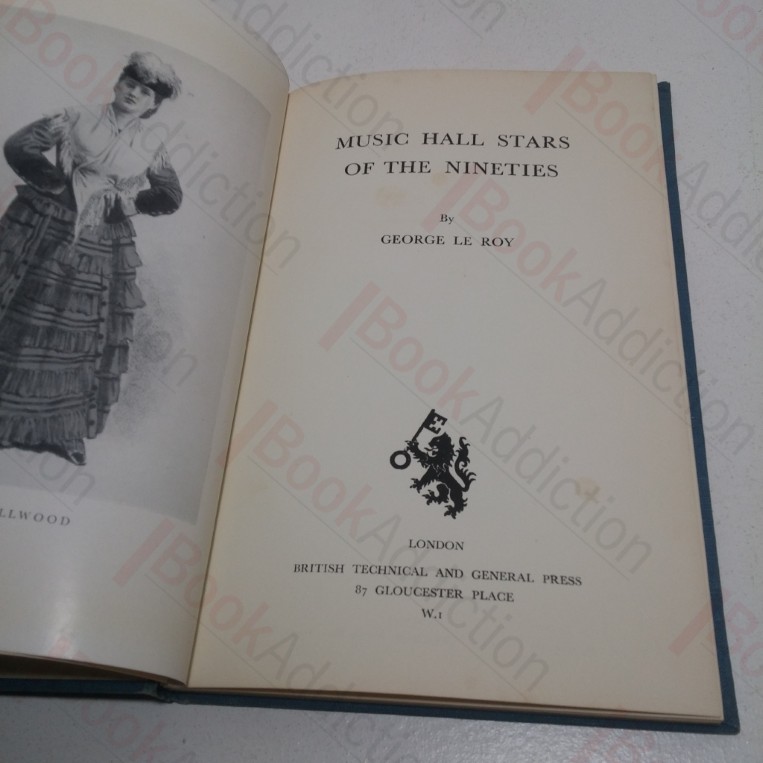 LLWOOD
MUSIC HALL STARS
OF THE NINETIES
By
GEORGE LE ROY
LONDON
BRITISH TECHNICAL AND GENERAL PRESS
87 GLOUCESTER PLACE
W.1
BookAddiction